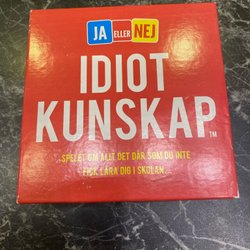 JA ELLER NEJ
IDIOT
KUNSKAP™
...SPELET OM ALLT DET DÄR SOM DU INTE
FICK LÄRA DIG I SKOLAN...